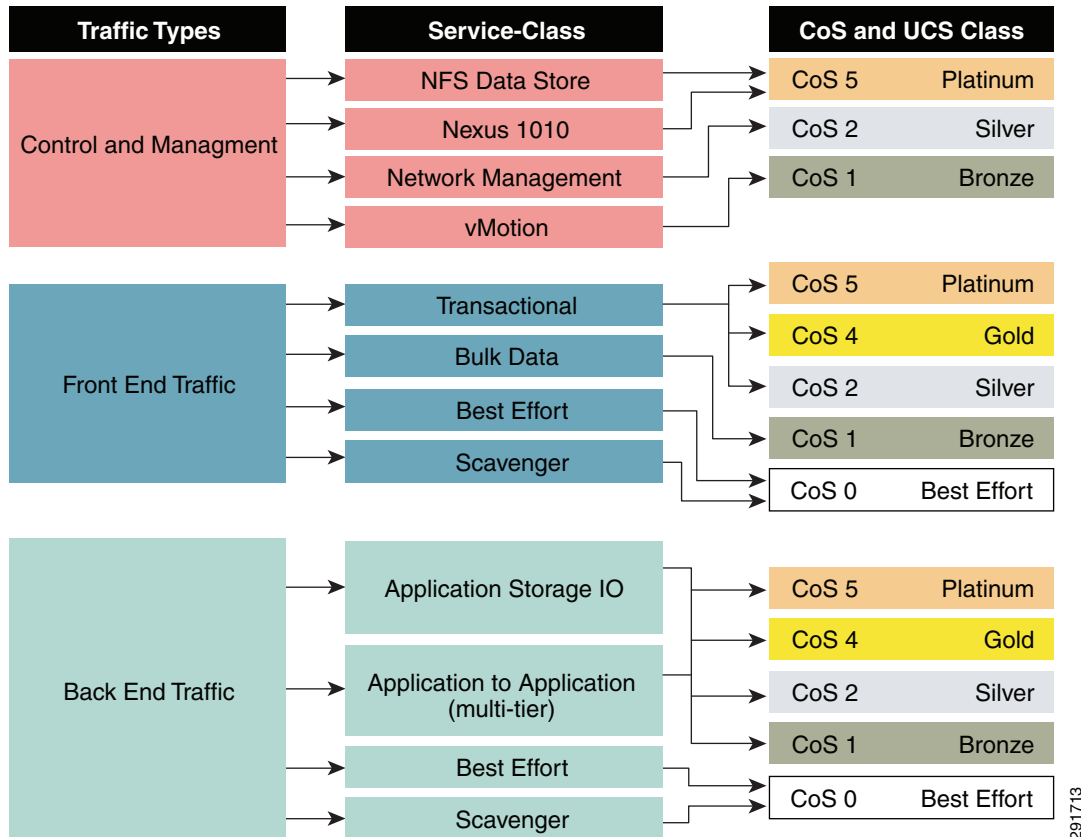 Traffic Types
Service-Class
CoS and UCS Class
Control and Managment
NFS Data Store
Nexus 1010
Network Management
vMotion
CoS 5 Platinum
CoS 2 Silver
CoS 1 Bronze
Front End Traffic
Transactional
Bulk Data
Best Effort
Scavenger
CoS 5 Platinum
CoS 4 Gold
CoS 2 Silver
CoS 1 Bronze
CoS 0 Best Effort
Back End Traffic
Application Storage IO
Application to Application
(multi-tier)
Best Effort
Scavenger
CoS 5 Platinum
CoS 4 Gold
CoS 2 Silver
CoS 1 Bronze
CoS 0 Best Effort
291713